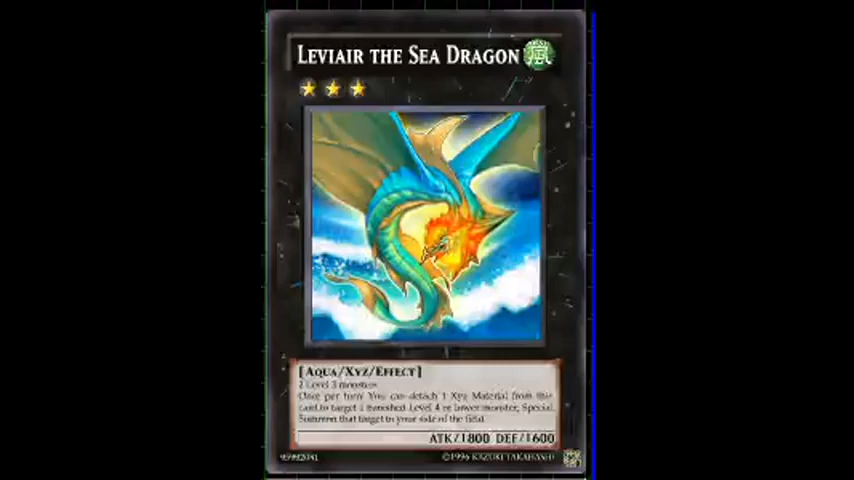 LEVIAIR THE SEA DRAGON 風
[AQUA/XYZ/EFFECT]
2 Level 3 monsters
Once per turn: You can detach 1 Xyz Material from this
card to target 1 banished Level 4 or lower monster; Special
Summon that target to your side of the field.
ATK/1800 DEF/1600
©1996 KAZUKI TAKAHASHI